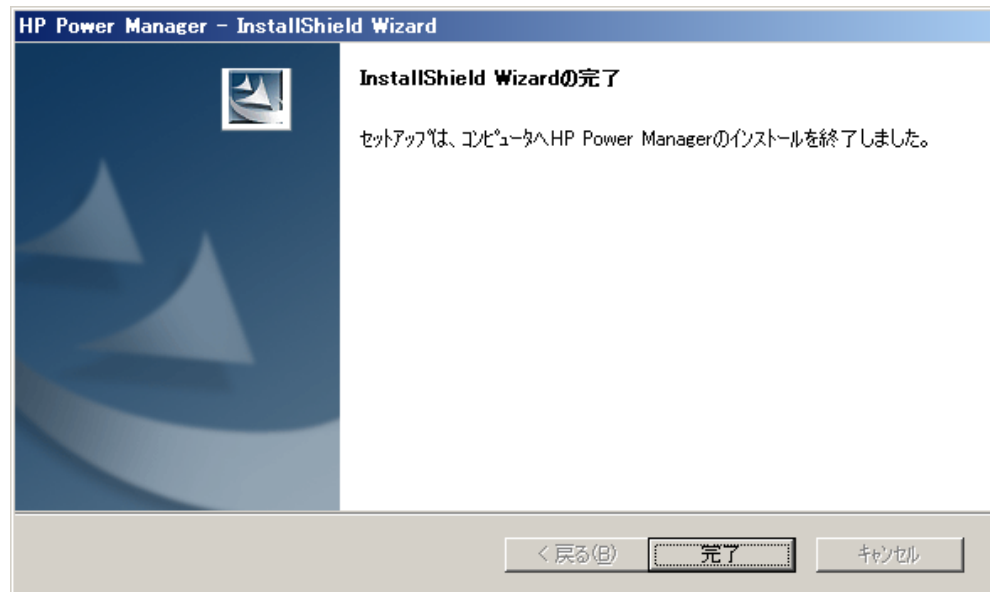 HP Power Manager - InstallShield Wizard
InstallShield Wizardの完了
セットアップは、コンピュータへHP Power Managerのインストールを終了しました。
< 戻る(B)
完了
キャンセル